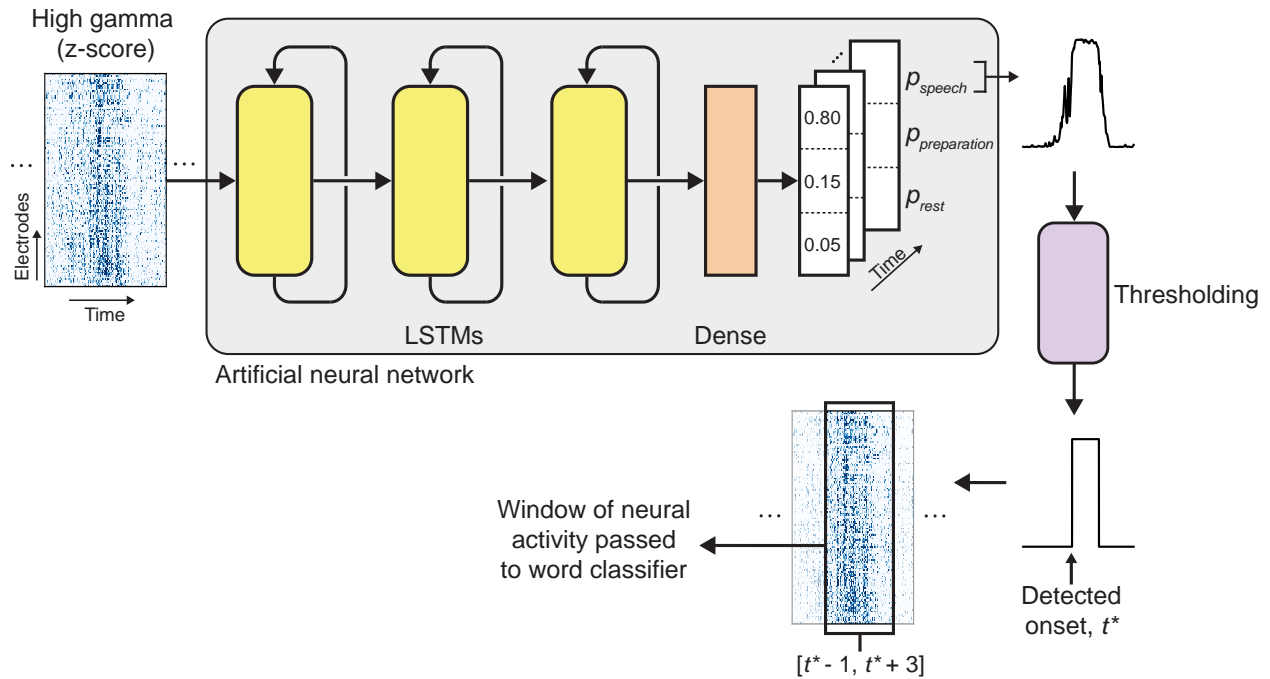 High gamma
(z-score)
...
Electrodes
Time
...
0.80
0.15
0.05
...
p_speech
p_preparation
p_rest
Time
LSTMs
Dense
Artificial neural network
Thresholding
Detected
onset, t*
...
...
Window of neural
activity passed
to word classifier
[t* - 1, t* + 3]